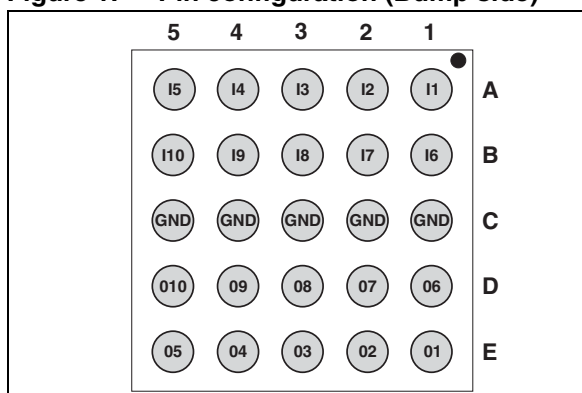 Figure 1. Pin configuration (Bump side)
5 4 3 2 1
I5 I4 I3 I2 I1 A
I10 I9 I8 I7 I6 B
GND GND GND GND GND C
010 09 08 07 06 D
05 04 03 02 01 E